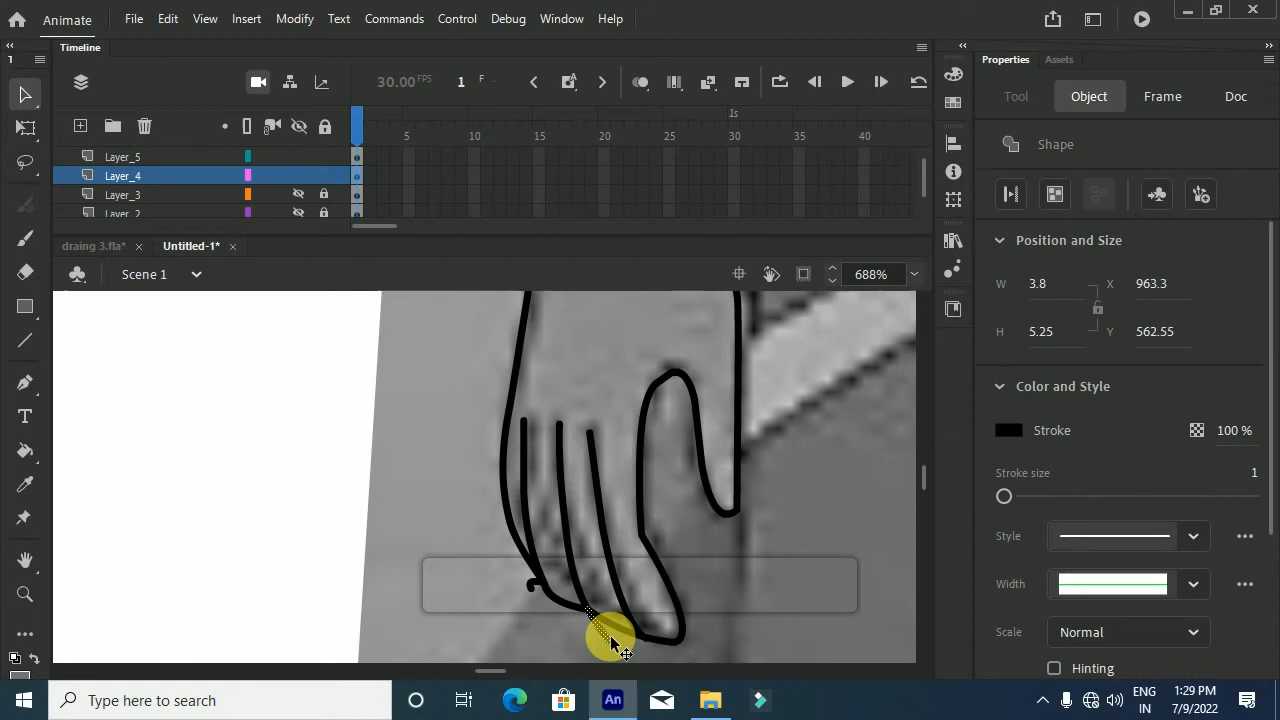 Animate File Edit View Insert Modify Text Commands Control Debug Window Help
1 Timeline Properties Assets
30.00 FPS 1 F Tool Object Frame Doc
1s
5 10 15 20 25 30 35 40
Shape
Layer_5
Layer_4
Layer_3
Layer_2
draing 3.fla* Untitled-1* Position and Size
Scene 1 688%
W 3.8 X 963.3
H 5.25 Y 562.55
Color and Style
Stroke 100 %
Stroke size 1
Style
Width
Scale Normal
Hinting
Type here to search An ENG IN 1:29 PM 7/9/2022